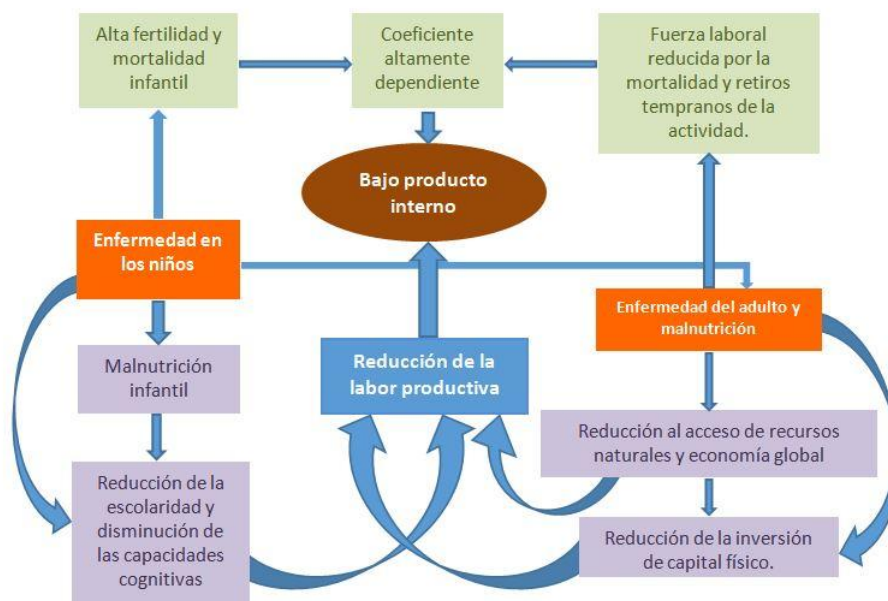 Alta fertilidad y
mortalidad
infantil
Coeficiente
altamente
dependiente
Fuerza laboral
reducida por la
mortalidad y retiros
tempranos de la
actividad.
Bajo producto
interno
Enfermedad en
los niños
Enfermedad del adulto y
malnutrición
Malnutrición
infantil
Reducción de la
labor productiva
Reducción al acceso de recursos
naturales y economía global
Reducción de la
escolaridad y
disminución de
las capacidades
cognitivas
Reducción de la inversión
de capital físico.